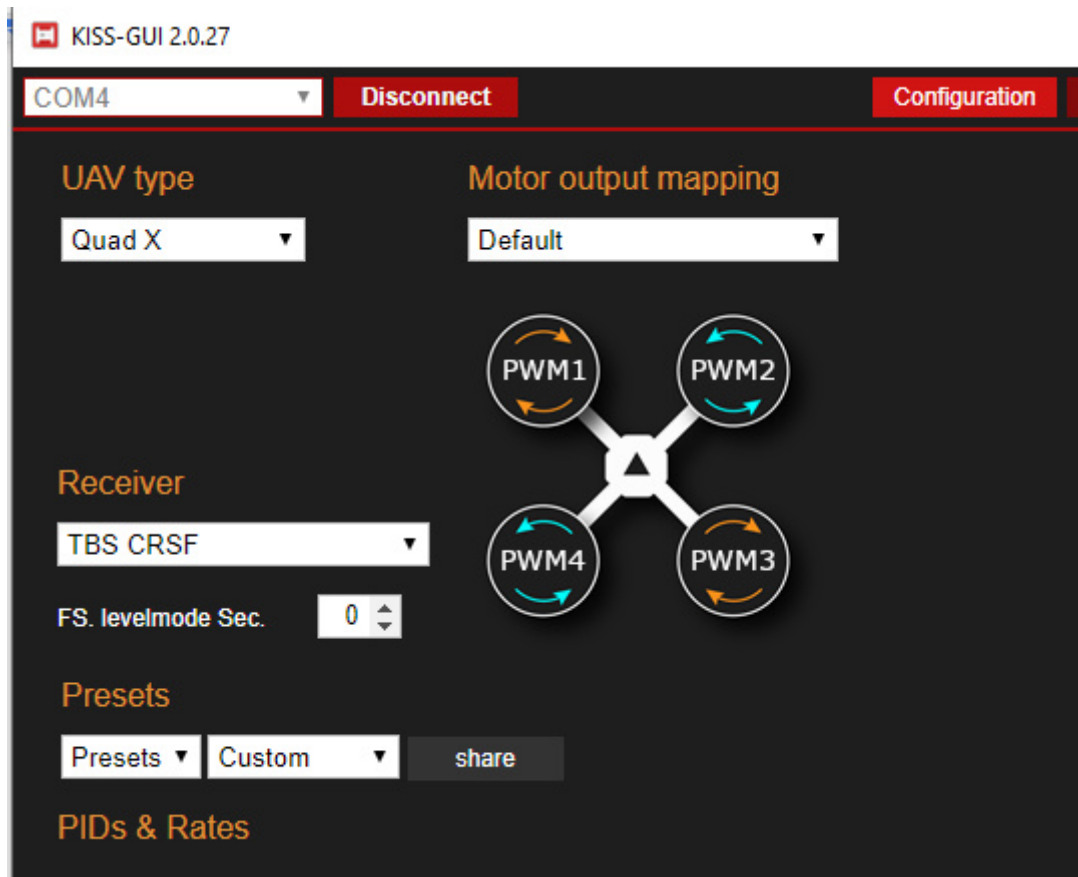 KISS-GUI 2.0.27
COM4 Disconnect Configuration
UAV type Motor output mapping
Quad X Default
PWM1 PWM2
Receiver
TBS CRSF
PWM4 PWM3
FS. levelmode Sec. 0
Presets
Presets Custom share
PIDs & Rates